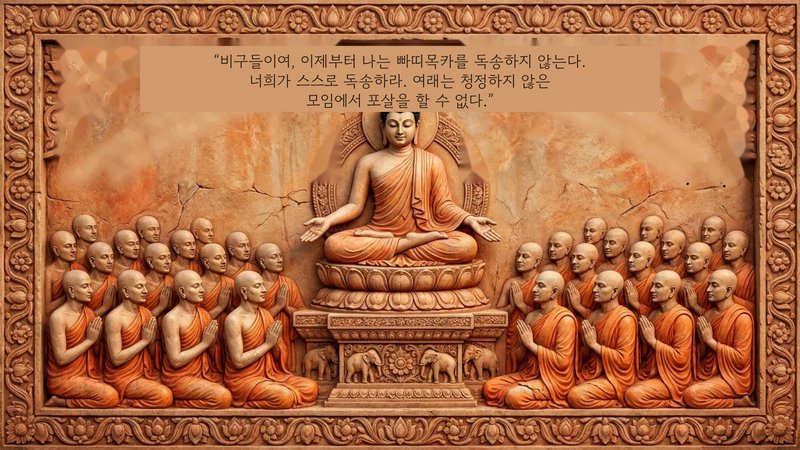 “비구들이여, 이제부터 나는 빠띠목카를 독송하지 않는다.
너희가 스스로 독송하라. 여래는 청정하지 않은
모임에서 포살을 할 수 없다.”